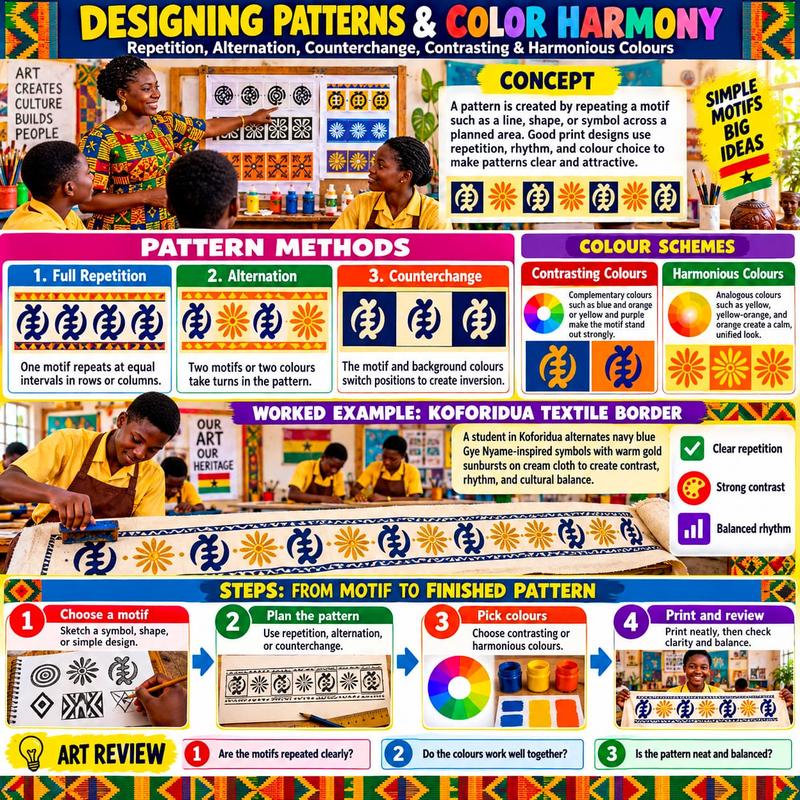 DESIGNING PATTERNS & COLOR HARMONY
Repetition, Alternation, Counterchange, Contrasting & Harmonious Colours
ART
CREATES
CULTURE
BUILDS
PEOPLE
CONCEPT
A pattern is created by repeating a motif
such as a line, shape, or symbol across a
planned area. Good print designs use
repetition, rhythm, and colour choice to
make patterns clear and attractive.
SIMPLE
MOTIFS
BIG
IDEAS
PATTERN METHODS
1. Full Repetition
One motif repeats at equal
intervals in rows or columns.
2. Alternation
Two motifs or two colours
take turns in the pattern.
3. Counterchange
The motif and background colours
switch positions to create inversion.
COLOUR SCHEMES
Contrasting Colours
Complementary colours
such as blue and orange
or yellow and purple
make the motif stand
out strongly.
Harmonious Colours
Analogous colours
such as yellow,
yellow-orange, and
orange create a calm,
unified look.
WORKED EXAMPLE: KOFORIDUA TEXTILE BORDER
OUR
ART
OUR
HERITAGE
A student in Koforidua alternates navy blue
Gye Nyame-inspired symbols with warm gold
sunbursts on cream cloth to create contrast,
rhythm, and cultural balance.
Clear repetition
Strong contrast
Balanced rhythm
STEPS: FROM MOTIF TO FINISHED PATTERN
1 Choose a motif
Sketch a symbol, shape,
or simple design.
2 Plan the pattern
Use repetition, alternation,
or counterchange.
3 Pick colours
Choose contrasting or
harmonious colours.
4 Print and review
Print neatly, then check
clarity and balance.
ART REVIEW
1 Are the motifs repeated clearly?
2 Do the colours work well together?
3 Is the pattern neat and balanced?